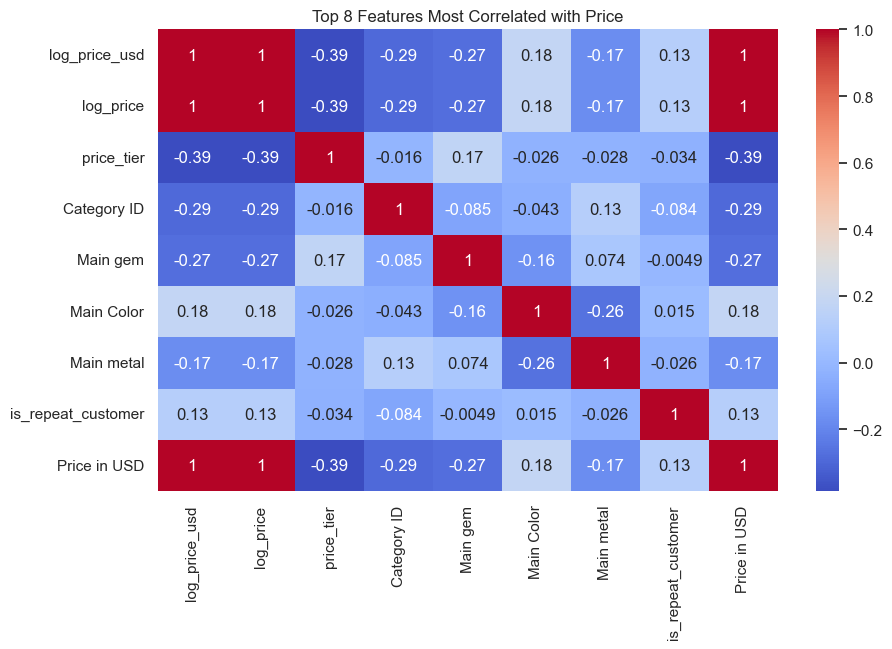 Top 8 Features Most Correlated with Price
log_price_usd 1 1 -0.39 -0.29 -0.27 0.18 -0.17 0.13 1
log_price 1 1 -0.39 -0.29 -0.27 0.18 -0.17 0.13 1
price_tier -0.39 -0.39 1 -0.016 0.17 -0.026 -0.028 -0.034 -0.39
Category ID -0.29 -0.29 -0.016 1 -0.085 -0.043 0.13 -0.084 -0.29
Main gem -0.27 -0.27 0.17 -0.085 1 -0.16 0.074 -0.0049 -0.27
Main Color 0.18 0.18 -0.026 -0.043 -0.16 1 -0.26 0.015 0.18
Main metal -0.17 -0.17 -0.028 0.13 0.074 -0.26 1 -0.026 -0.17
is_repeat_customer 0.13 0.13 -0.034 -0.084 -0.0049 0.015 -0.026 1 0.13
Price in USD 1 1 -0.39 -0.29 -0.27 0.18 -0.17 0.13 1
log_price_usd
log_price
price_tier
Category ID
Main gem
Main Color
Main metal
is_repeat_customer
Price in USD
1.0
0.8
0.6
0.4
0.2
0.0
−0.2